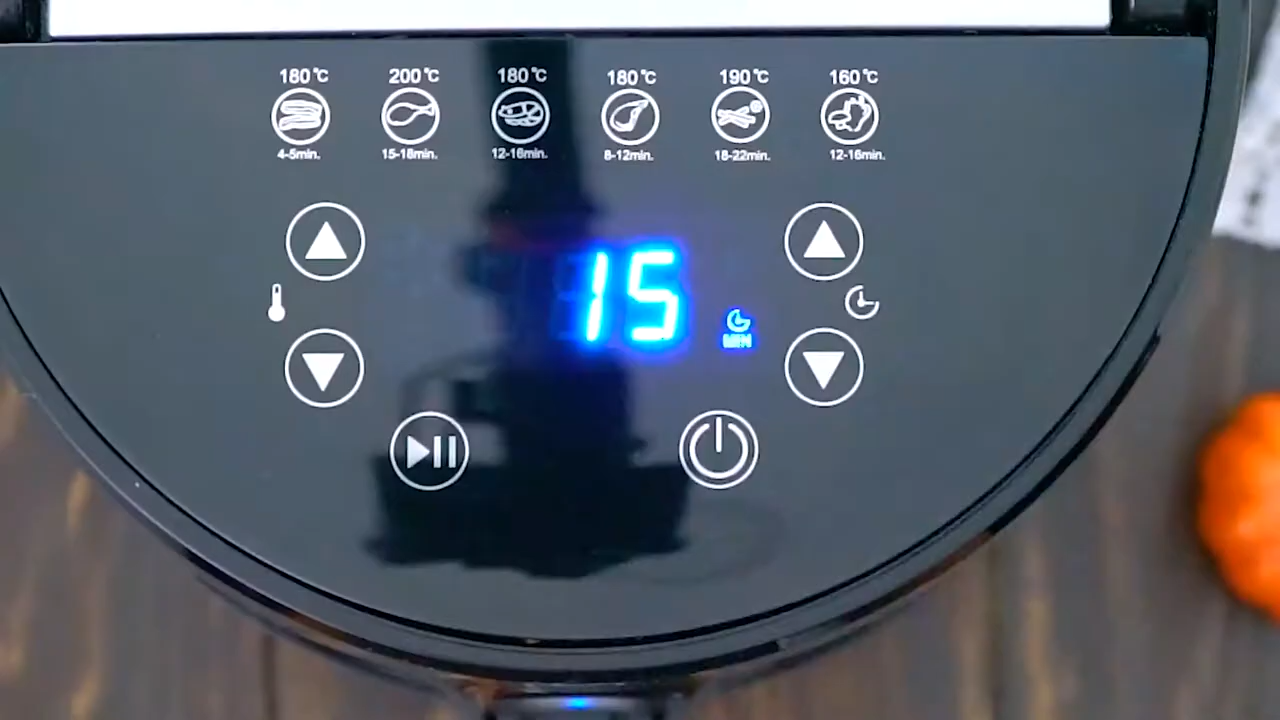 180℃ 200℃ 180℃ 180℃ 190℃ 160℃
4-5min. 15-18min. 12-16min. 8-12min. 18-22min. 12-16min.
15
MIN